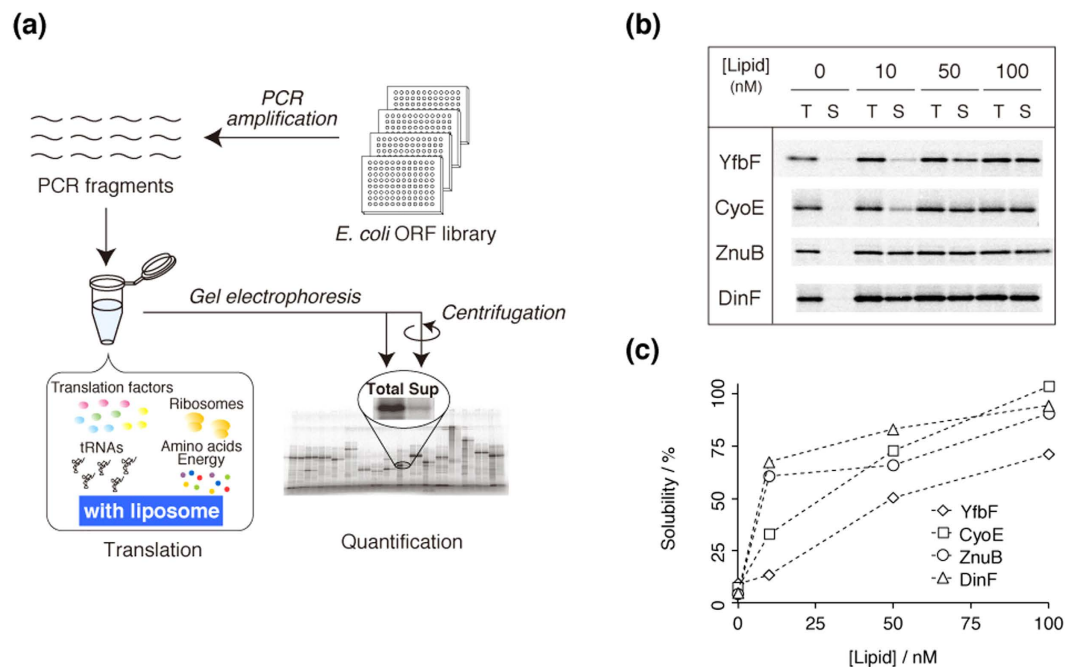 (a)
PCR
amplification
PCR fragments
E. coli ORF library
Gel electrophoresis
Centrifugation
Translation factors
Ribosomes
tRNAs
Amino acids
Energy
with liposome
Translation
Total Sup
Quantification
(b)
[Lipid]
(nM)
0 10 50 100
T S T S T S T S
YfbF
CyoE
ZnuB
DinF
(c)
Solubility / %
100
75
50
25
0
YfbF
CyoE
ZnuB
DinF
0 25 50 75 100
[Lipid] / nM